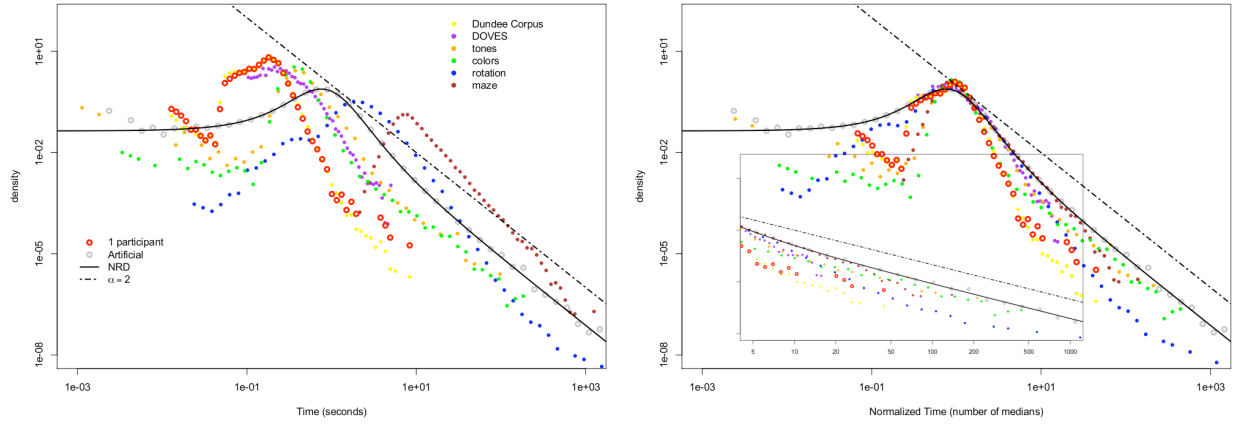 1e+01
1e-02
1e-05
1e-08
density
1e-03
1e-01
1e+01
1e+03
Time (seconds)
Dundee Corpus
DOVES
tones
colors
rotation
maze
1 participant
Artificial
NRD
α = 2
1e+01
1e-02
1e-05
1e-08
density
5
10
20
50
100
200
500
1000
1e-03
1e-01
1e+01
1e+03
Normalized Time (number of medians)